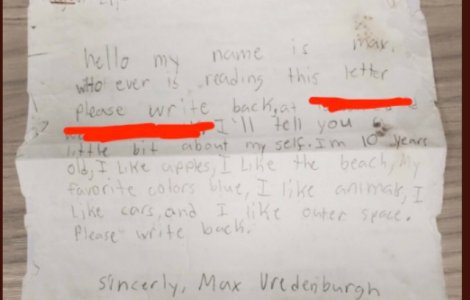 hello my name is max.
who ever is reading this letter
please write back, at
I'll tell you a
little bit about my self. Im 10 years
old, I like apples, I like the beach, My
favorite colors blue, I like animals, I
like cars, and I like outer space.
Please write back.
sincerly, Max Vredenburgh